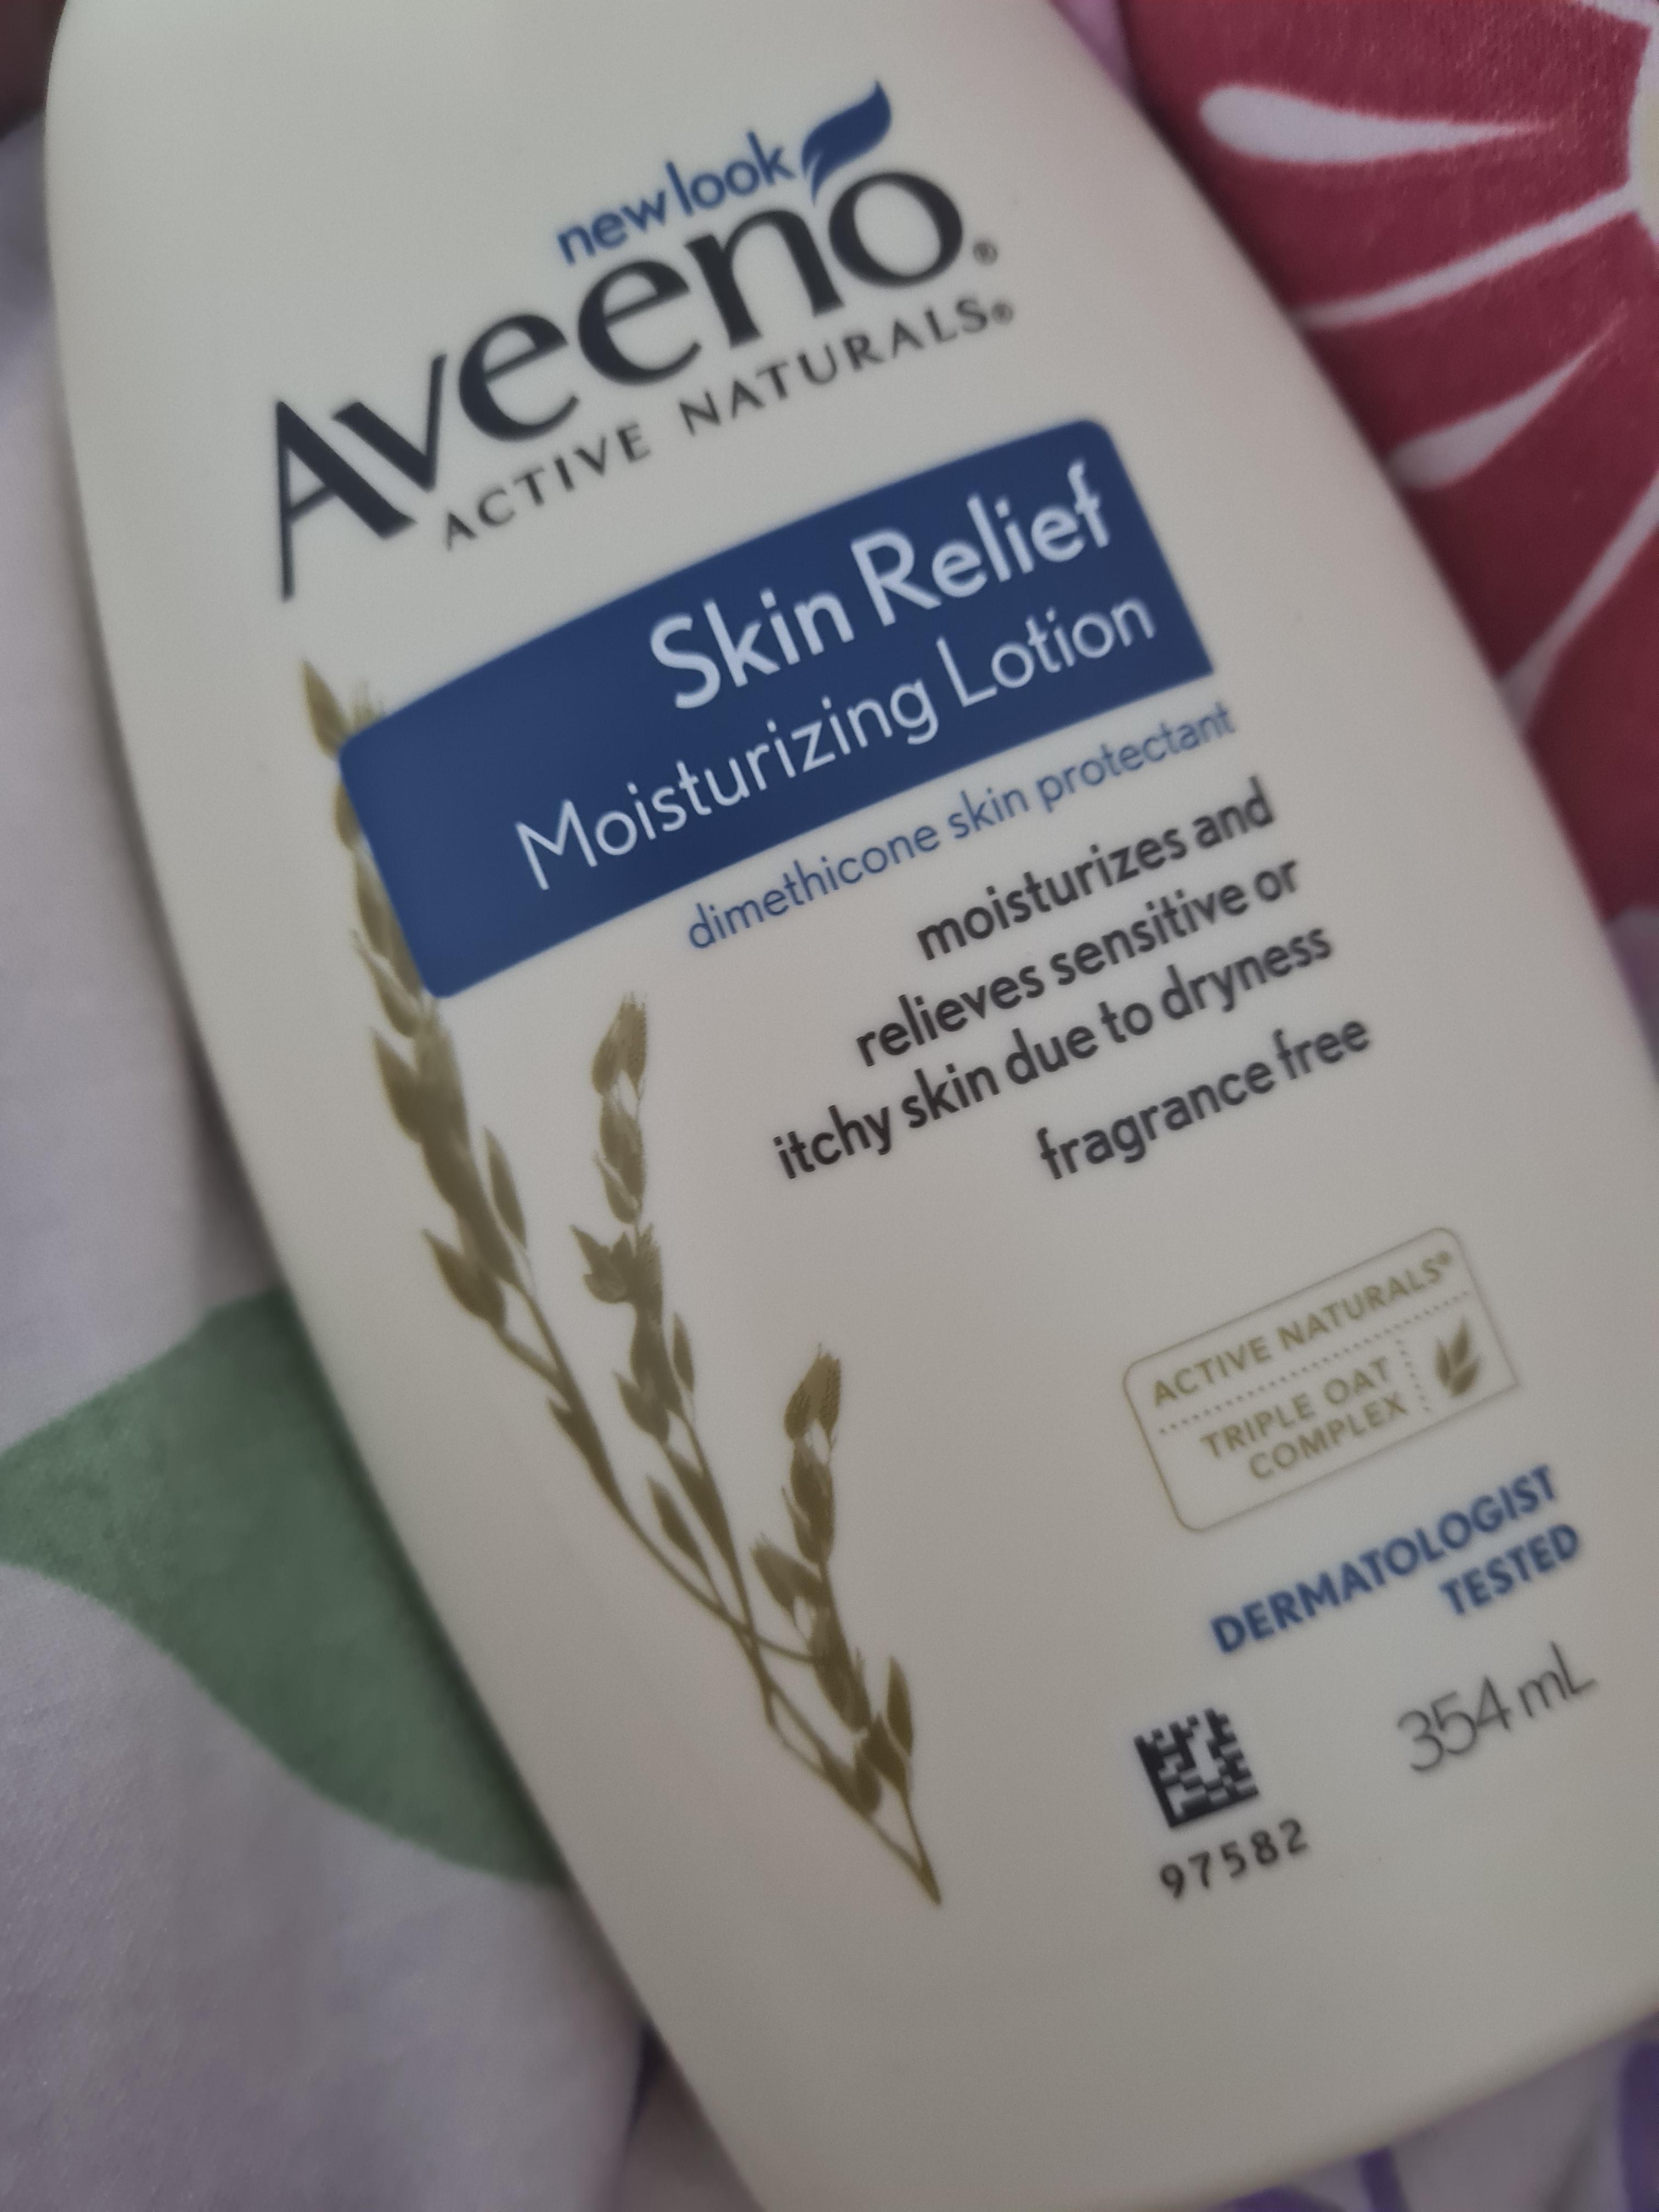 new look
Aveeno®
ACTIVE NATURALS®
Skin Relief
Moisturizing Lotion
dimethicone skin protectant
moisturizes and
relieves sensitive or
itchy skin due to dryness
fragrance free
ACTIVE NATURALS®
TRIPLE OAT
COMPLEX
DERMATOLOGIST
TESTED
354 mL
97582